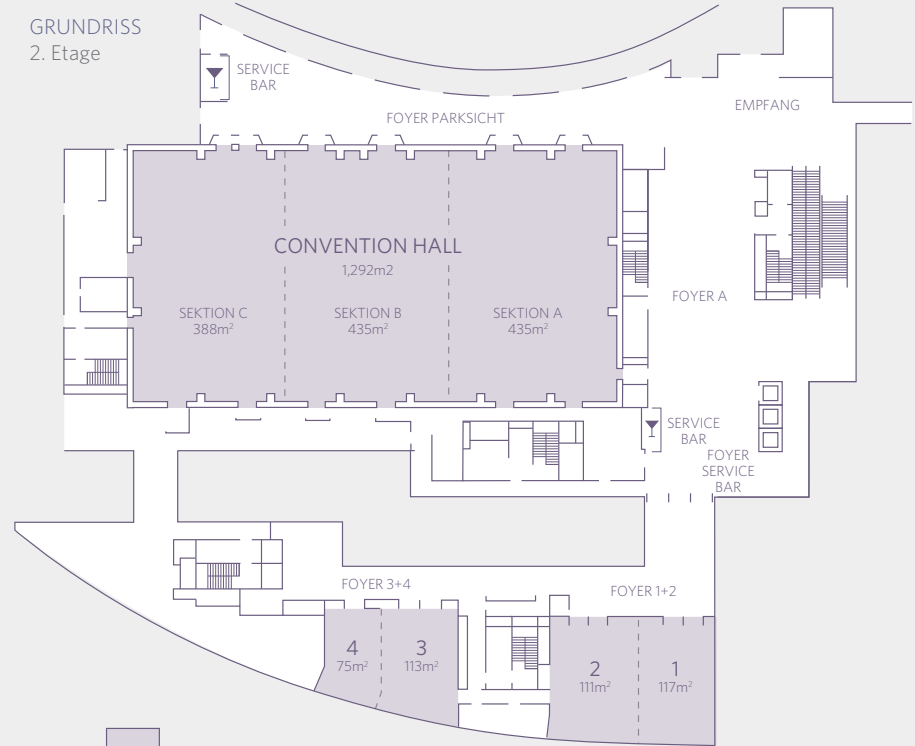 GRUNDRISS
2. Etage
SERVICE
BAR
FOYER PARKSICHT
EMPFANG
CONVENTION HALL
1,292m2
FOYER A
SEKTION C
388m²
SEKTION B
435m²
SEKTION A
435m²
SERVICE
BAR
FOYER
SERVICE
BAR
FOYER 3+4
FOYER 1+2
4
75m²
3
113m²
2
111m²
1
117m²